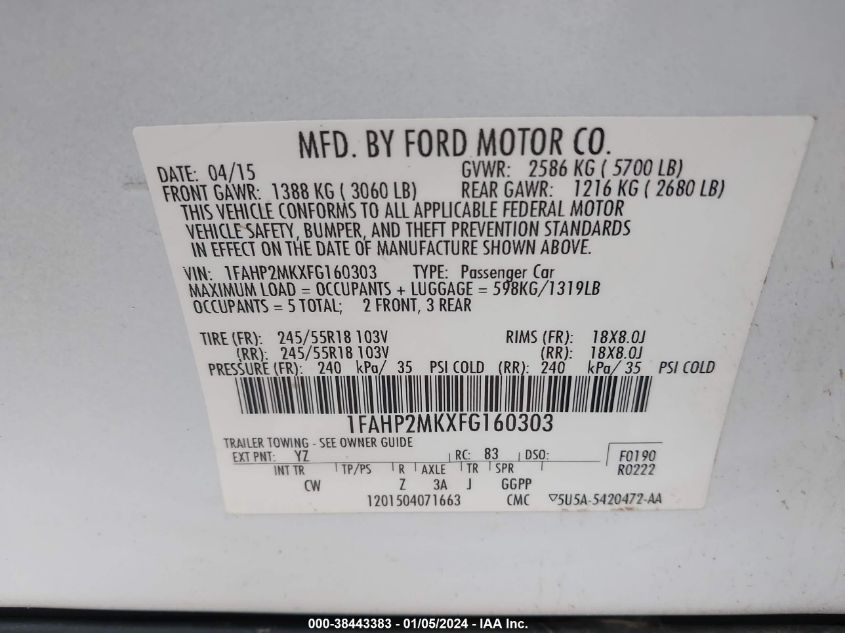 MFD. BY FORD MOTOR CO.
DATE: 04/15 GVWR: 2586 KG ( 5700 LB)
FRONT GAWR: 1388 KG ( 3060 LB) REAR GAWR: 1216 KG ( 2680 LB)
THIS VEHICLE CONFORMS TO ALL APPLICABLE FEDERAL MOTOR
VEHICLE SAFETY, BUMPER, AND THEFT PREVENTION STANDARDS
IN EFFECT ON THE DATE OF MANUFACTURE SHOWN ABOVE.
VIN: 1FAHP2MKXFG160303 TYPE: Passenger Car
MAXIMUM LOAD = OCCUPANTS + LUGGAGE = 598KG/1319LB
OCCUPANTS = 5 TOTAL; 2 FRONT, 3 REAR
TIRE (FR): 245/55R18 103V RIMS (FR): 18X8.0J
(RR): 245/55R18 103V (RR): 18X8.0J
PRESSURE (FR): 240 kPa/ 35 PSI COLD (RR): 240 kPa/ 35 PSI COLD
1FAHP2MKXFG160303
TRAILER TOWING - SEE OWNER GUIDE
EXT PNT: YZ RC: 83 DSO: F0190
INT TR TP/PS R AXLE TR SPR R0222
CW Z 3A J GGPP
1201504071663 CMC ▽5U5A-5420472-AA
000-38443383 - 01/05/2024 - IAA Inc.